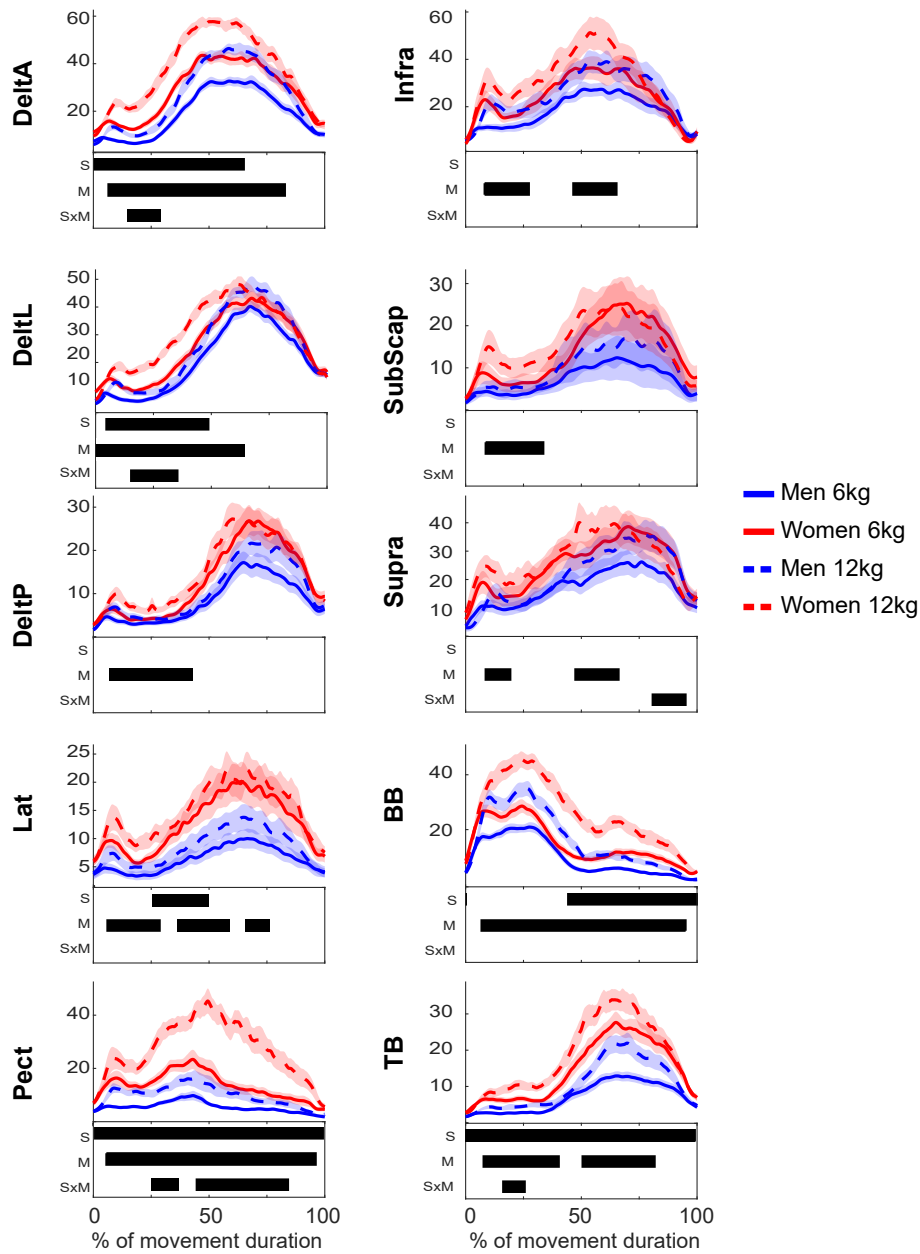 DeltA
60
40
20
S
M
SxM
Infra
60
40
20
S
M
SxM
DeltL
50
40
30
20
10
S
M
SxM
SubScap
30
20
10
S
M
SxM
DeltP
30
20
10
S
M
SxM
Supra
40
30
20
10
S
M
SxM
Men 6kg
Women 6kg
Men 12kg
Women 12kg
Lat
25
20
15
10
5
S
M
SxM
BB
40
20
S
M
SxM
Pect
40
20
S
M
SxM
0 50 100
% of movement duration
TB
30
20
10
S
M
SxM
0 50 100
% of movement duration